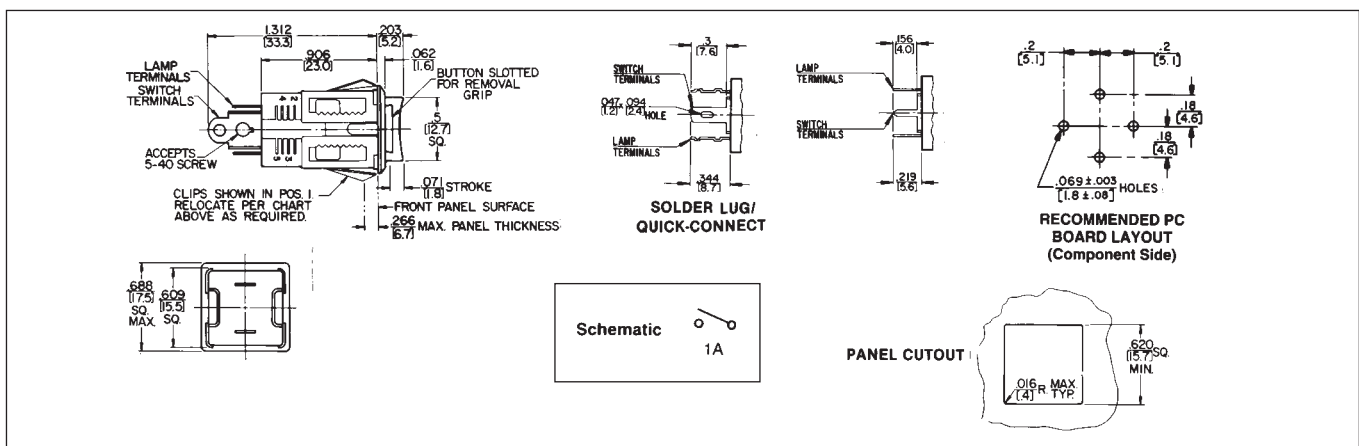 1.312
[33.3]
.203
[5.2]
.906
[23.0]
.062
[1.6]
LAMP
TERMINALS
SWITCH
TERMINALS
BUTTON SLOTTED
FOR REMOVAL
GRIP
2
4
3
5
.5
[12.7]
SQ.
ACCEPTS
5-40 SCREW
CLIPS SHOWN IN POS. 1.
RELOCATE PER CHART
ABOVE AS REQUIRED.
.071 STROKE
[1.8]
FRONT PANEL SURFACE
.266 MAX. PANEL THICKNESS
[6.7]
.3
[7.6]
SWITCH
TERMINALS
.047 x .094 HOLE
[1.2] [2.4]
LAMP
TERMINALS
.344
[8.7]
SOLDER LUG/
QUICK-CONNECT
.156
[4.0]
LAMP
TERMINALS
SWITCH
TERMINALS
.219
[5.6]
.2
[5.1]
.2
[5.1]
.18
[4.6]
.18
[4.6]
.069 ±.003 HOLES
[1.8 ±.08]
RECOMMENDED PC
BOARD LAYOUT
(Component Side)
.688
[17.5]
SQ.
MAX.
.609
[15.5]
SQ.
Schematic
1A
PANEL CUTOUT
.620 SQ.
[15.7] MIN.
.016 R. MAX.
[.4] TYP.